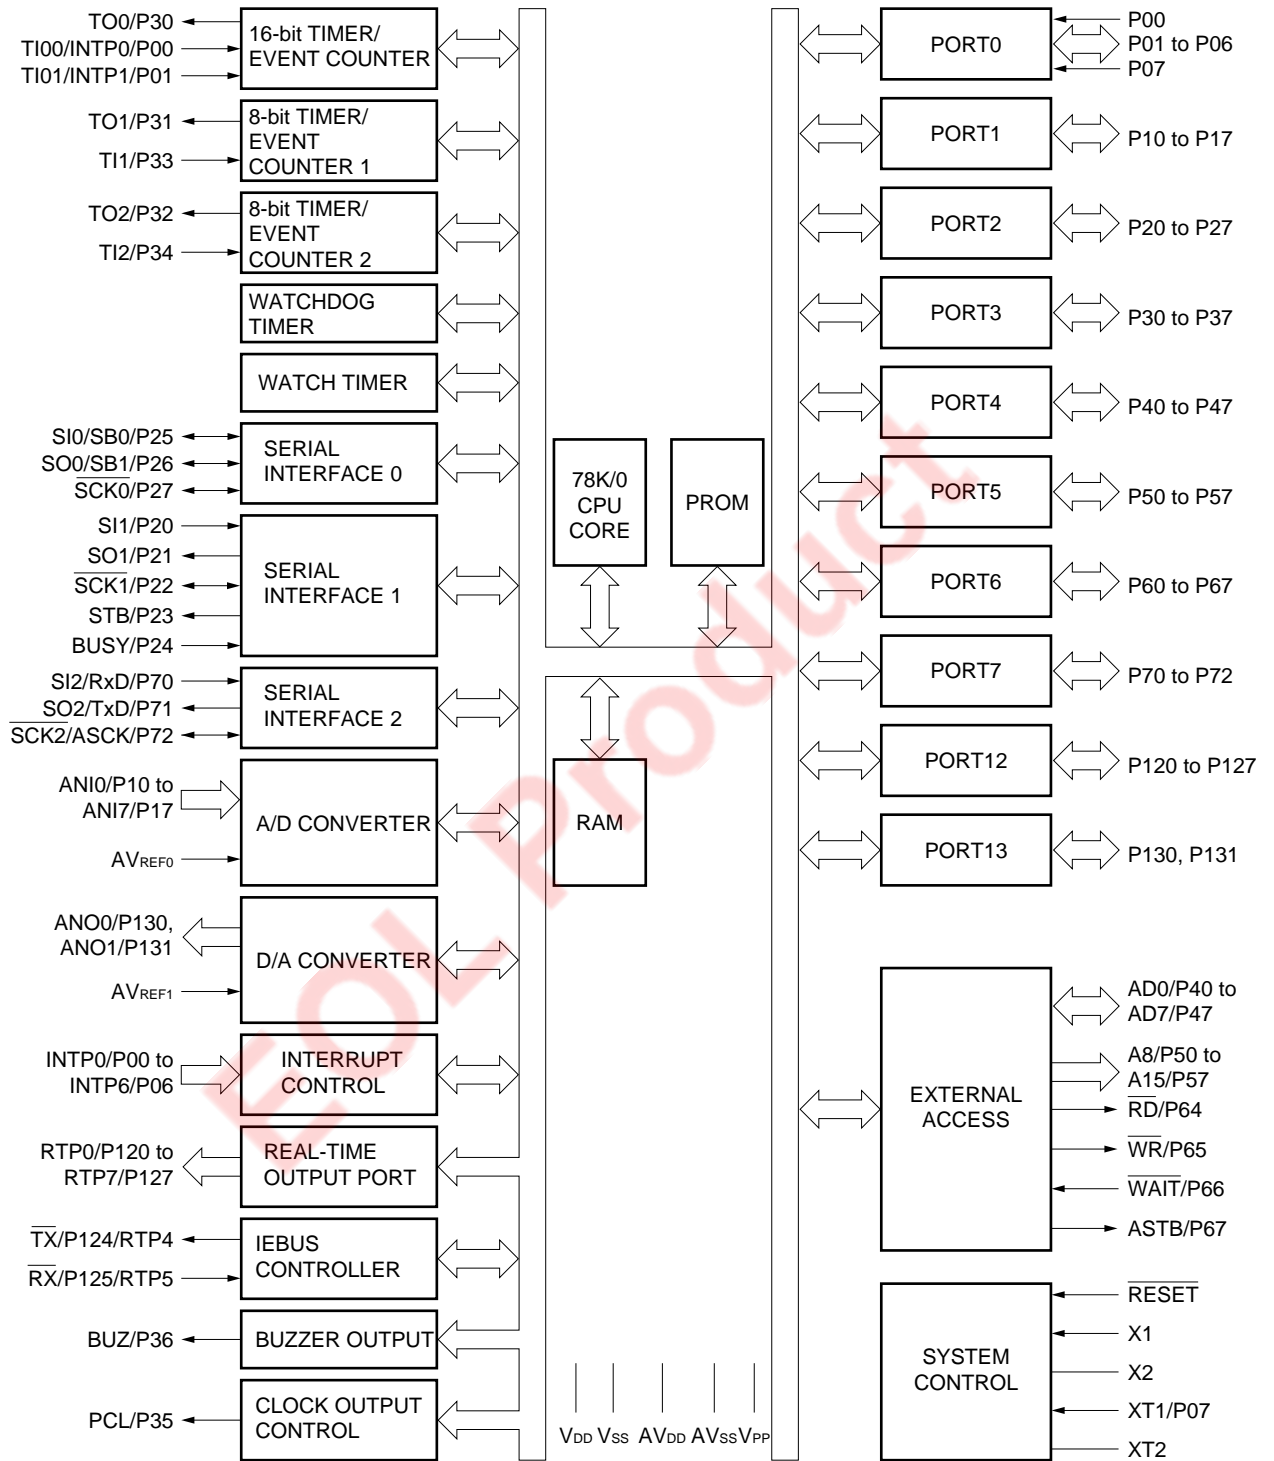 TO0/P30
TI00/INTP0/P00
TI01/INTP1/P01
16-bit TIMER/
EVENT COUNTER
TO1/P31
TI1/P33
8-bit TIMER/
EVENT
COUNTER 1
TO2/P32
TI2/P34
8-bit TIMER/
EVENT
COUNTER 2
WATCHDOG
TIMER
WATCH TIMER
SI0/SB0/P25
SO0/SB1/P26
SCK0/P27
SERIAL
INTERFACE 0
SI1/P20
SO1/P21
SCK1/P22
STB/P23
BUSY/P24
SERIAL
INTERFACE 1
SI2/RxD/P70
SO2/TxD/P71
SCK2/ASCK/P72
SERIAL
INTERFACE 2
ANI0/P10 to
ANI7/P17
AVREF0
A/D CONVERTER
ANO0/P130,
ANO1/P131
AVREF1
D/A CONVERTER
INTP0/P00 to
INTP6/P06
INTERRUPT
CONTROL
RTP0/P120 to
RTP7/P127
REAL-TIME
OUTPUT PORT
TX/P124/RTP4
RX/P125/RTP5
IEBUS
CONTROLLER
BUZ/P36
BUZZER OUTPUT
PCL/P35
CLOCK OUTPUT
CONTROL
78K/0
CPU
CORE
PROM
RAM
VDD VSS AVDD AVSS VPP
PORT0
P00
P01 to P06
P07
PORT1
P10 to P17
PORT2
P20 to P27
PORT3
P30 to P37
PORT4
P40 to P47
PORT5
P50 to P57
PORT6
P60 to P67
PORT7
P70 to P72
PORT12
P120 to P127
PORT13
P130, P131
EXTERNAL
ACCESS
AD0/P40 to
AD7/P47
A8/P50 to
A15/P57
RD/P64
WR/P65
WAIT/P66
ASTB/P67
SYSTEM
CONTROL
RESET
X1
X2
XT1/P07
XT2
EOL Product